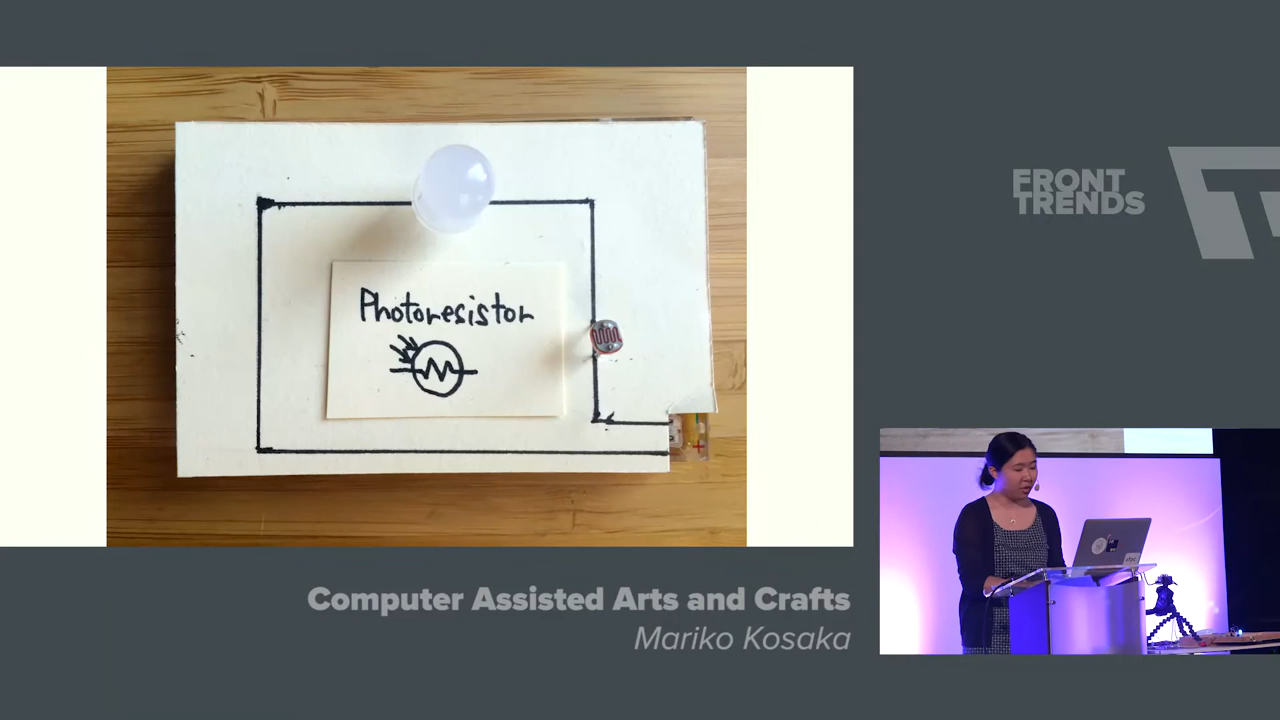 Photoresistor
FRONT
TRENDS
Computer Assisted Arts and Crafts
Mariko Kosaka